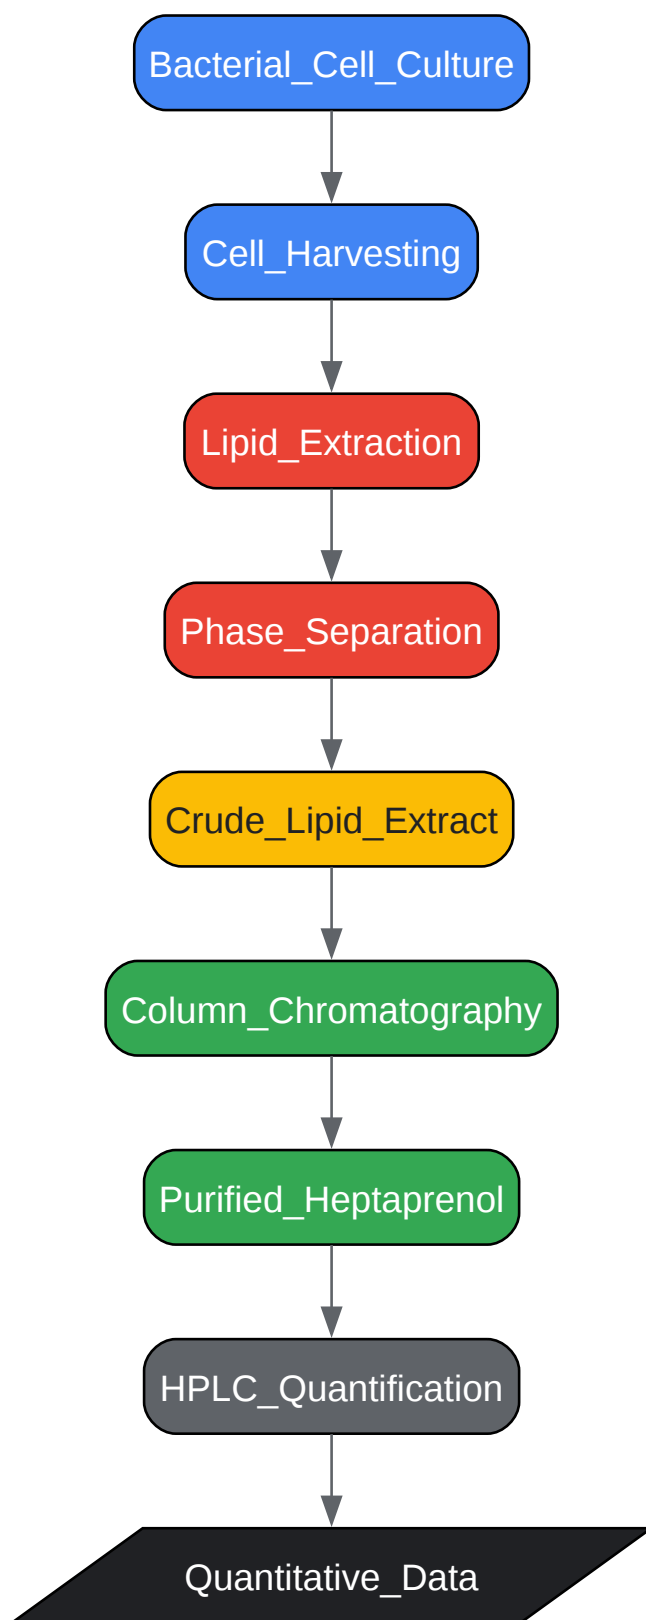 Bacterial_Cell_Culture
Cell_Harvesting
Lipid_Extraction
Phase_Separation
Crude_Lipid_Extract
Column_Chromatography
Purified_Heptaprenol
HPLC_Quantification
Quantitative_Data